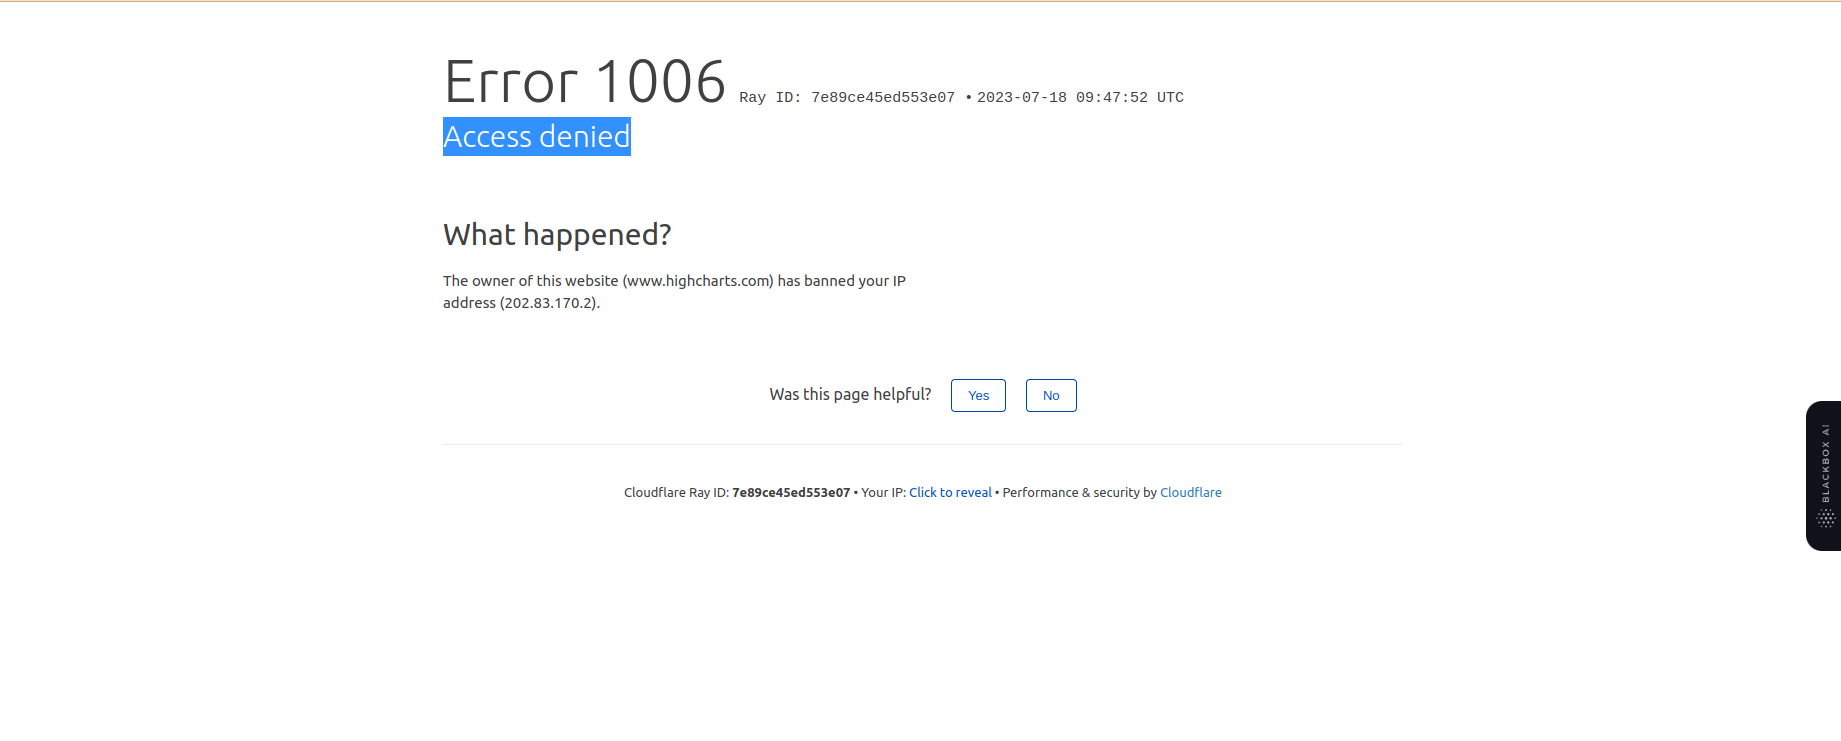 Error 1006 Ray ID: 7e89ce45ed553e07 • 2023-07-18 09:47:52 UTC
Access denied
What happened?
The owner of this website (www.highcharts.com) has banned your IP
address (202.83.170.2).
Was this page helpful? Yes No
BLACKBOX AI
Cloudflare Ray ID: 7e89ce45ed553e07 • Your IP: Click to reveal • Performance & security by Cloudflare